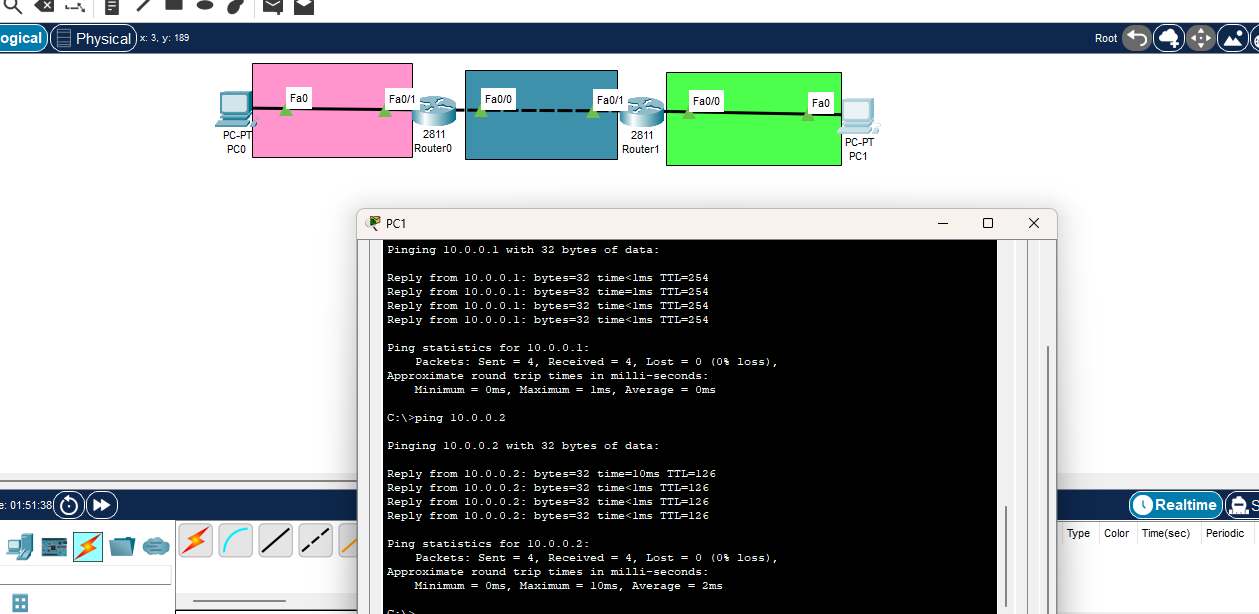 ogical
Physical
x: 3, y: 189
Root
Fa0
Fa0/1
Fa0/0
Fa0/1
Fa0/0
Fa0
PC-PT
PC0
2811
Router0
2811
Router1
PC-PT
PC1
PC1
Pinging 10.0.0.1 with 32 bytes of data:
Reply from 10.0.0.1: bytes=32 time<1ms TTL=254
Reply from 10.0.0.1: bytes=32 time=1ms TTL=254
Reply from 10.0.0.1: bytes=32 time<1ms TTL=254
Reply from 10.0.0.1: bytes=32 time<1ms TTL=254
Ping statistics for 10.0.0.1:
Packets: Sent = 4, Received = 4, Lost = 0 (0% loss),
Approximate round trip times in milli-seconds:
Minimum = 0ms, Maximum = 1ms, Average = 0ms
C:\>ping 10.0.0.2
Pinging 10.0.0.2 with 32 bytes of data:
Reply from 10.0.0.2: bytes=32 time=10ms TTL=126
Reply from 10.0.0.2: bytes=32 time<1ms TTL=126
Reply from 10.0.0.2: bytes=32 time<1ms TTL=126
Reply from 10.0.0.2: bytes=32 time<1ms TTL=126
Ping statistics for 10.0.0.2:
Packets: Sent = 4, Received = 4, Lost = 0 (0% loss),
Approximate round trip times in milli-seconds:
Minimum = 0ms, Maximum = 10ms, Average = 2ms
C:\>
e: 01:51:38
Realtime
S
Type Color Time(sec) Periodic